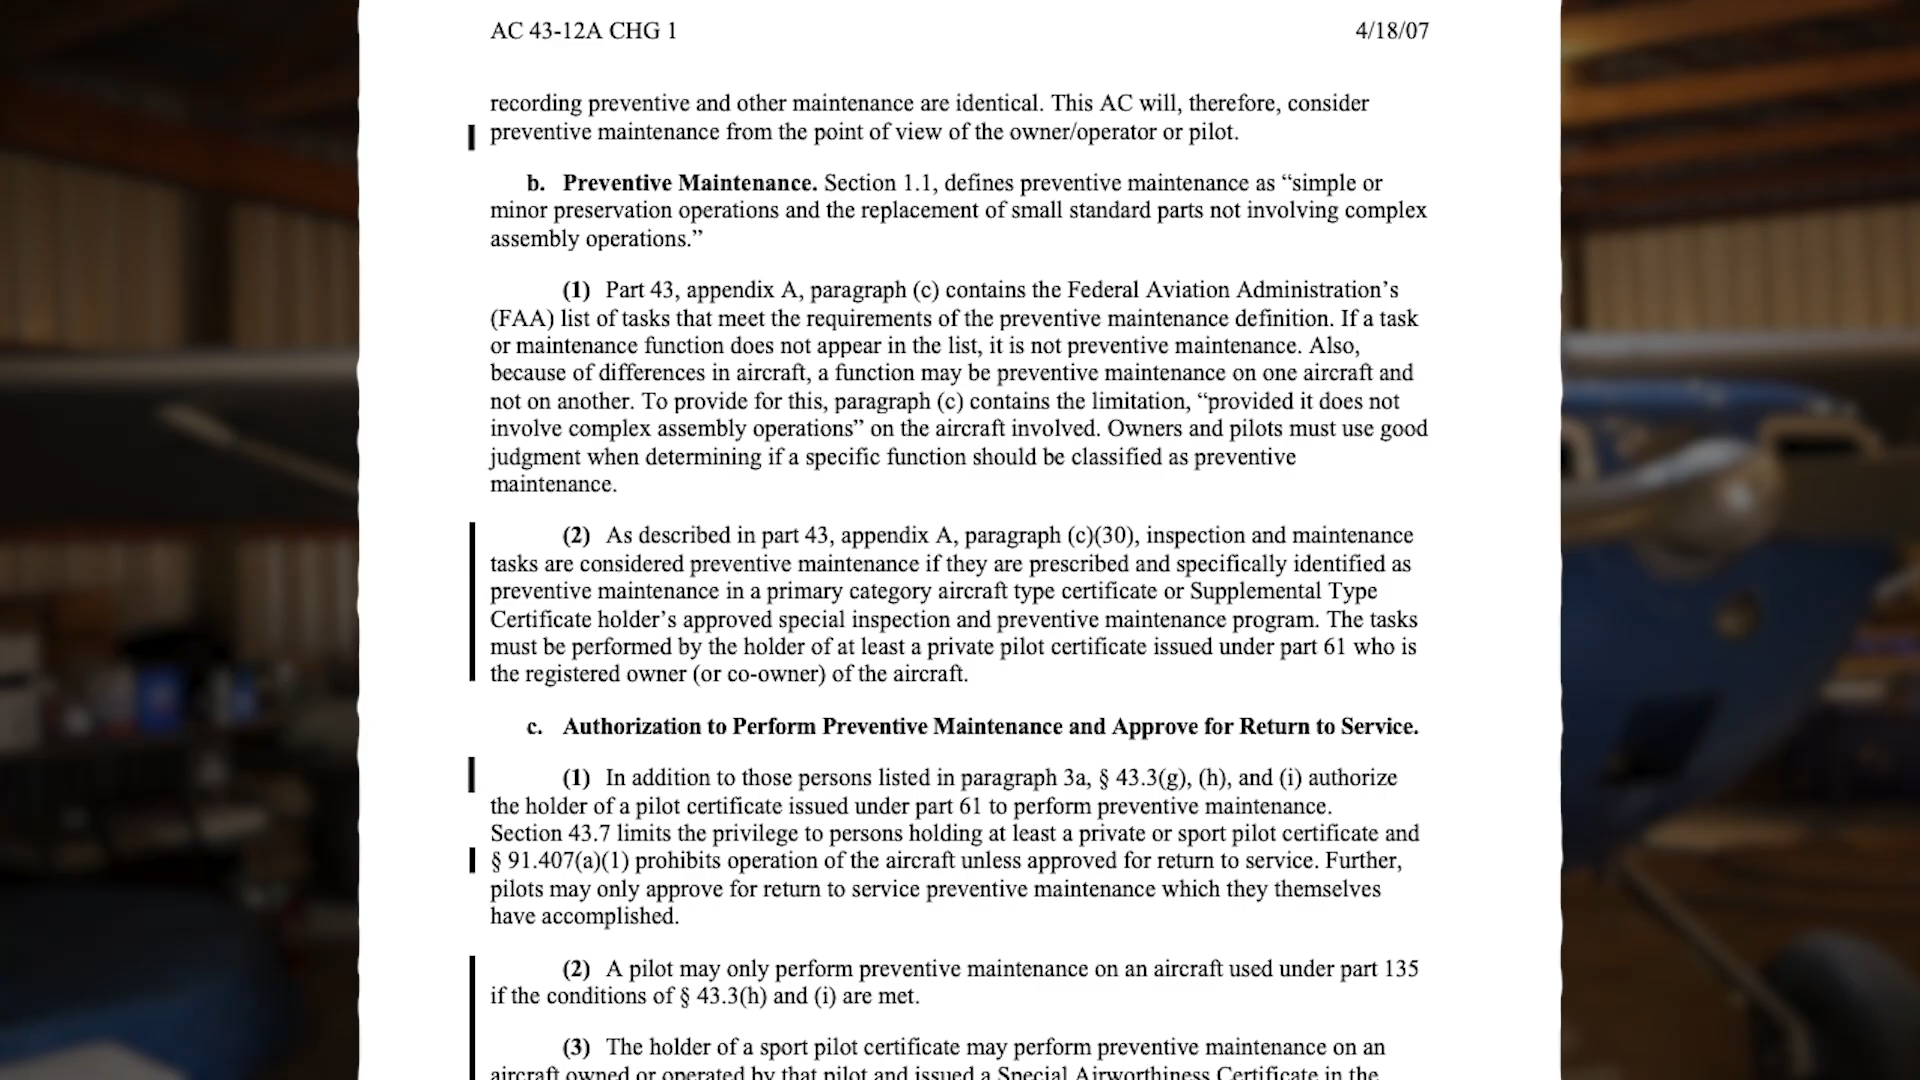 AC 43-12A CHG 1 4/18/07
recording preventive and other maintenance are identical. This AC will, therefore, consider
preventive maintenance from the point of view of the owner/operator or pilot.
b. Preventive Maintenance. Section 1.1, defines preventive maintenance as “simple or
minor preservation operations and the replacement of small standard parts not involving complex
assembly operations.”
(1) Part 43, appendix A, paragraph (c) contains the Federal Aviation Administration’s
(FAA) list of tasks that meet the requirements of the preventive maintenance definition. If a task
or maintenance function does not appear in the list, it is not preventive maintenance. Also,
because of differences in aircraft, a function may be preventive maintenance on one aircraft and
not on another. To provide for this, paragraph (c) contains the limitation, “provided it does not
involve complex assembly operations” on the aircraft involved. Owners and pilots must use good
judgment when determining if a specific function should be classified as preventive
maintenance.
(2) As described in part 43, appendix A, paragraph (c)(30), inspection and maintenance
tasks are considered preventive maintenance if they are prescribed and specifically identified as
preventive maintenance in a primary category aircraft type certificate or Supplemental Type
Certificate holder’s approved special inspection and preventive maintenance program. The tasks
must be performed by the holder of at least a private pilot certificate issued under part 61 who is
the registered owner (or co-owner) of the aircraft.
c. Authorization to Perform Preventive Maintenance and Approve for Return to Service.
(1) In addition to those persons listed in paragraph 3a, § 43.3(g), (h), and (i) authorize
the holder of a pilot certificate issued under part 61 to perform preventive maintenance.
Section 43.7 limits the privilege to persons holding at least a private or sport pilot certificate and
§ 91.407(a)(1) prohibits operation of the aircraft unless approved for return to service. Further,
pilots may only approve for return to service preventive maintenance which they themselves
have accomplished.
(2) A pilot may only perform preventive maintenance on an aircraft used under part 135
if the conditions of § 43.3(h) and (i) are met.
(3) The holder of a sport pilot certificate may perform preventive maintenance on an
aircraft owned or operated by that pilot and issued a Special Airworthiness Certificate in the